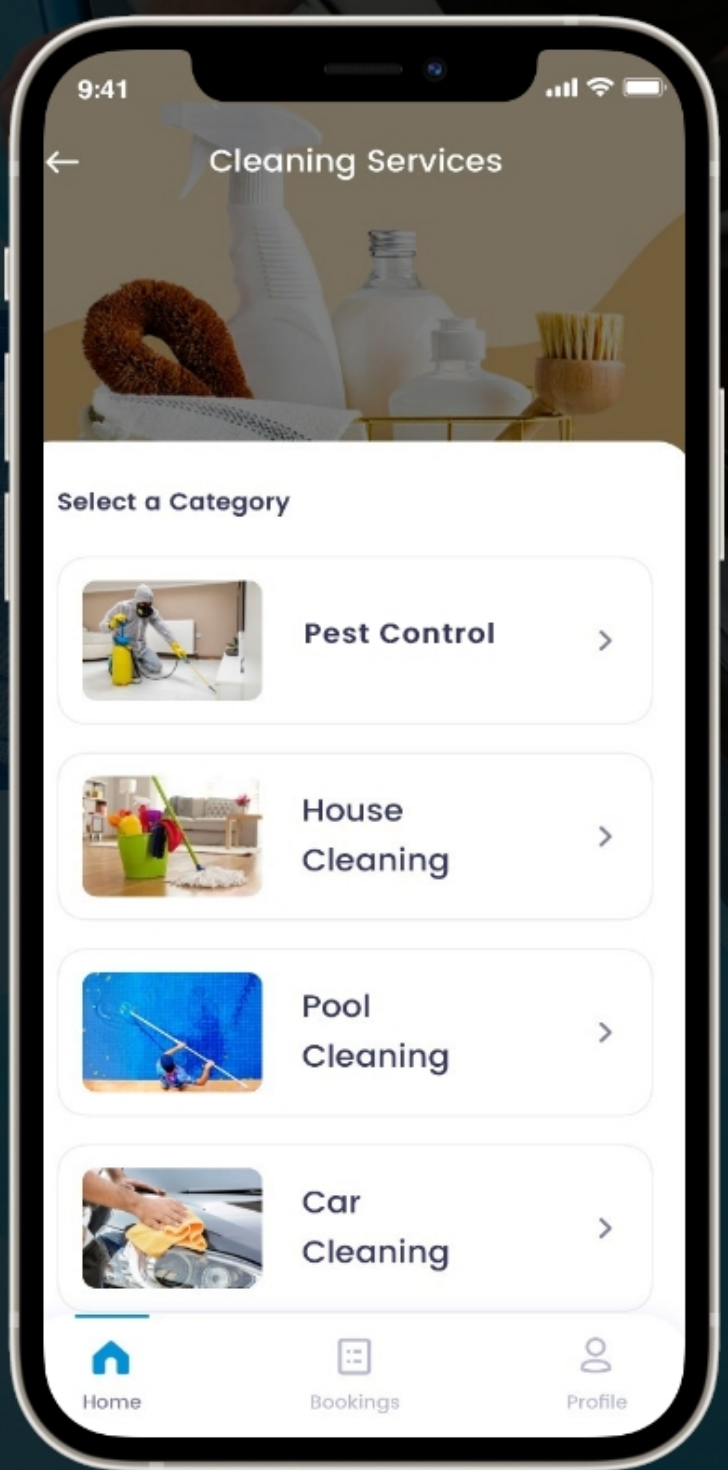 9:41
Cleaning Services
Select a Category
Pest Control
House
Cleaning
Pool
Cleaning
Car
Cleaning
Home
Bookings
Profile